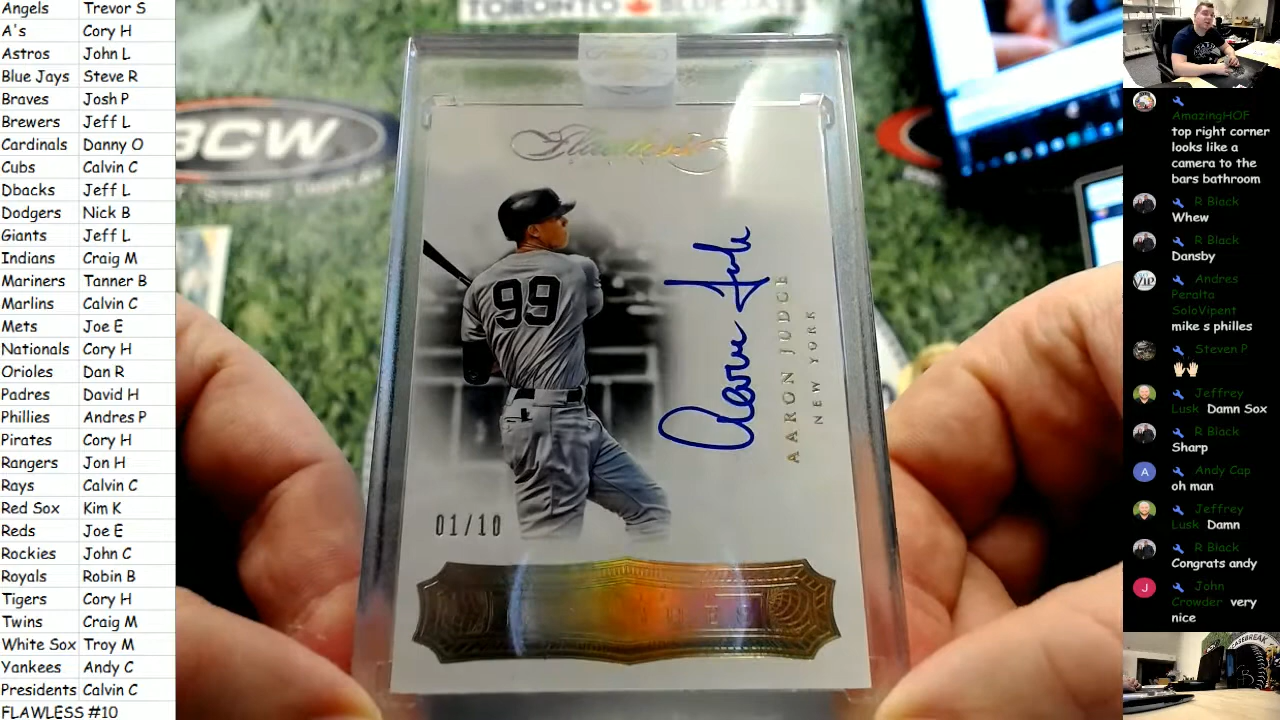 Angels Trevor S
A's Cory H
Astros John L
Blue Jays Steve R
Braves Josh P
Brewers Jeff L
Cardinals Danny O
Cubs Calvin C
Dbacks Jeff L
Dodgers Nick B
Giants Jeff L
Indians Craig M
Mariners Tanner B
Marlins Calvin C
Mets Joe E
Nationals Cory H
Orioles Dan R
Padres David H
Phillies Andres P
Pirates Cory H
Rangers Jon H
Rays Calvin C
Red Sox Kim K
Reds Joe E
Rockies John C
Royals Robin B
Tigers Cory H
Twins Craig M
White Sox Troy M
Yankees Andy C
Presidents Calvin C
FLAWLESS #10
TORONTO BLUE JAYS
BCW
Flawless
99
Aaron Judge
AARON JUDGE
NEW YORK
01/10
AmazingHOF
top right corner
looks like a
camera to the
bars bathroom
R Black
Whew
R Black
Dansby
Andres
Peralta
SoloVipent
mike s philles
Steven P
Jeffrey
Lusk Damn Sox
R Black
Sharp
A
Andy Cap
oh man
Jeffrey
Lusk Damn
R Black
Congrats andy
J
John
Crowder very
nice